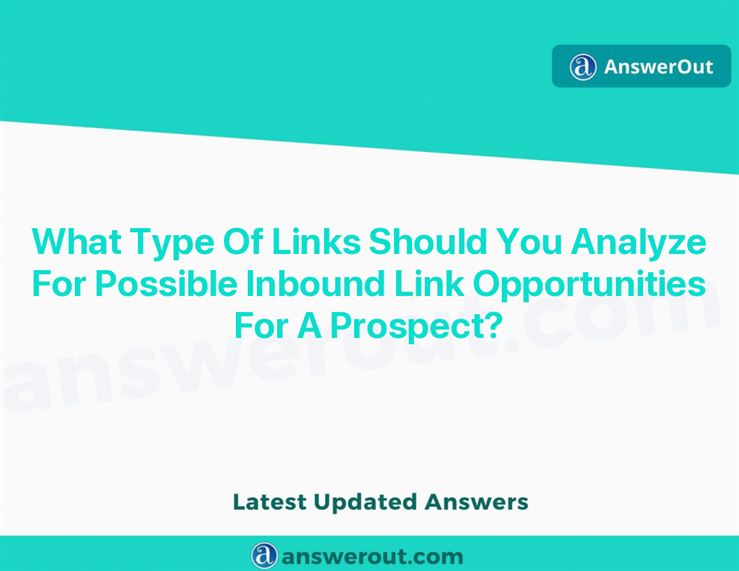 AnswerOut
What Type Of Links Should You Analyze
For Possible Inbound Link Opportunities
For A Prospect?
answerout.com
Latest Updated Answers
answerout.com